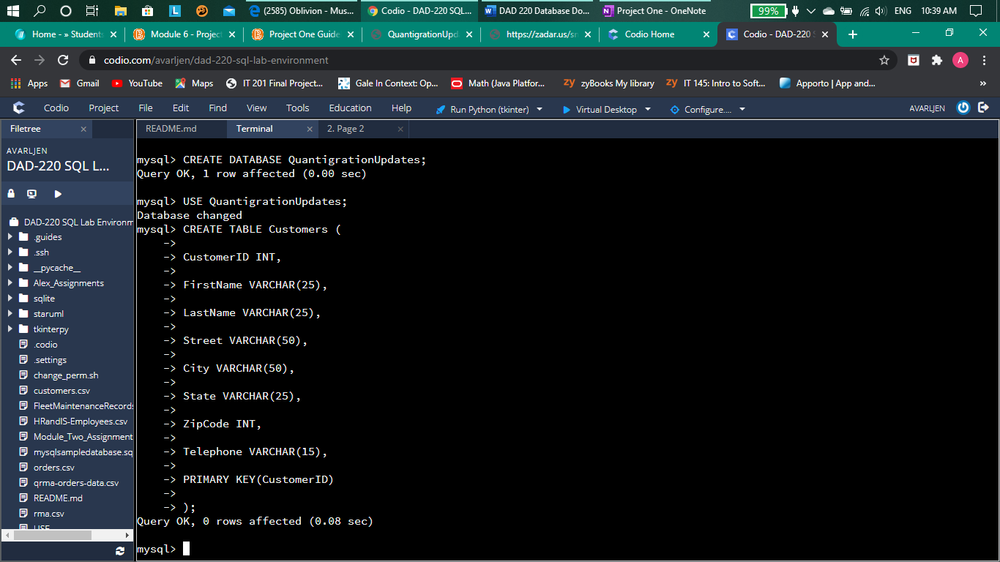 (2585) Oblivion - Mus...
Codio - DAD-220 SQL...
DAD 220 Database Do...
Project One - OneNote
99%
ENG
10:39 AM
Home - » Students
Module 6 - Project
Project One Guide
QuantigrationUpd
https://zadar.us/sn
Codio Home
Codio - DAD-220 S
codio.com/avarljen/dad-220-sql-lab-environment
A
Apps
Gmail
YouTube
Maps
IT 201 Final Project...
Gale In Context: Op...
Math (Java Platfor...
zyBooks My library
IT 145: Intro to Soft...
Apporto | App and...
Codio
Project
File
Edit
Find
View
Tools
Education
Help
Run Python (tkinter)
Virtual Desktop
Configure....
AVARLJEN
Filetree
README.md
Terminal
2. Page 2
AVARLJEN
DAD-220 SQL L...
DAD-220 SQL Lab Environm
.guides
.ssh
__pycache__
Alex_Assignments
sqlite
staruml
tkinterpy
.codio
.settings
change_perm.sh
customers.csv
FleetMaintenanceRecords
HRandIS-Employees.csv
Module_Two_Assignment
mysqlsampledatabase.sq
orders.csv
qrma-orders-data.csv
README.md
rma.csv
USE
mysql> CREATE DATABASE QuantigrationUpdates;
Query OK, 1 row affected (0.00 sec)
mysql> USE QuantigrationUpdates;
Database changed
mysql> CREATE TABLE Customers (
->
-> CustomerID INT,
->
-> FirstName VARCHAR(25),
->
-> LastName VARCHAR(25),
->
-> Street VARCHAR(50),
->
-> City VARCHAR(50),
->
-> State VARCHAR(25),
->
-> ZipCode INT,
->
-> Telephone VARCHAR(15),
->
-> PRIMARY KEY(CustomerID)
->
-> );
Query OK, 0 rows affected (0.08 sec)
mysql>